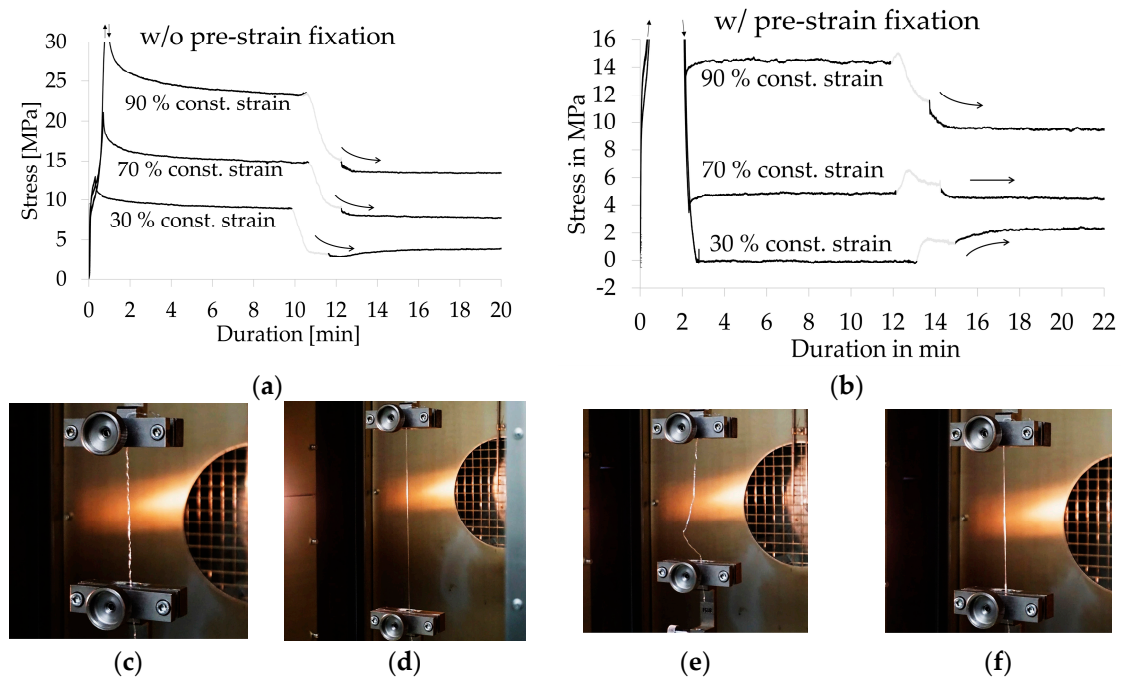 w/o pre-strain fixation
Stress [MPa]
30
25
20
15
10
5
0
90 % const. strain
70 % const. strain
30 % const. strain
0 2 4 6 8 10 12 14 16 18 20
Duration [min]
(a)
w/ pre-strain fixation
Stress in MPa
16
14
12
10
8
6
4
2
0
-2
90 % const. strain
70 % const. strain
30 % const. strain
0 2 4 6 8 10 12 14 16 18 20 22
Duration in min
(b)
(c)
(d)
(e)
(f)